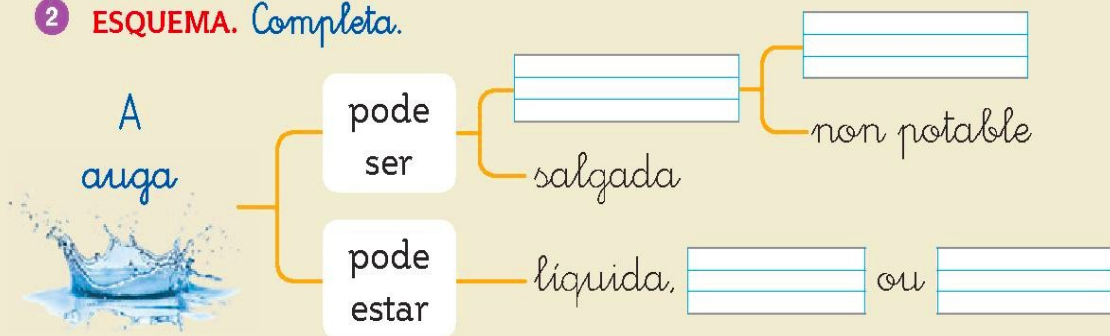 2 ESQUEMA. Completa.
A
auga
pode
ser
salgada
non potable
pode
estar
líquida,
ou